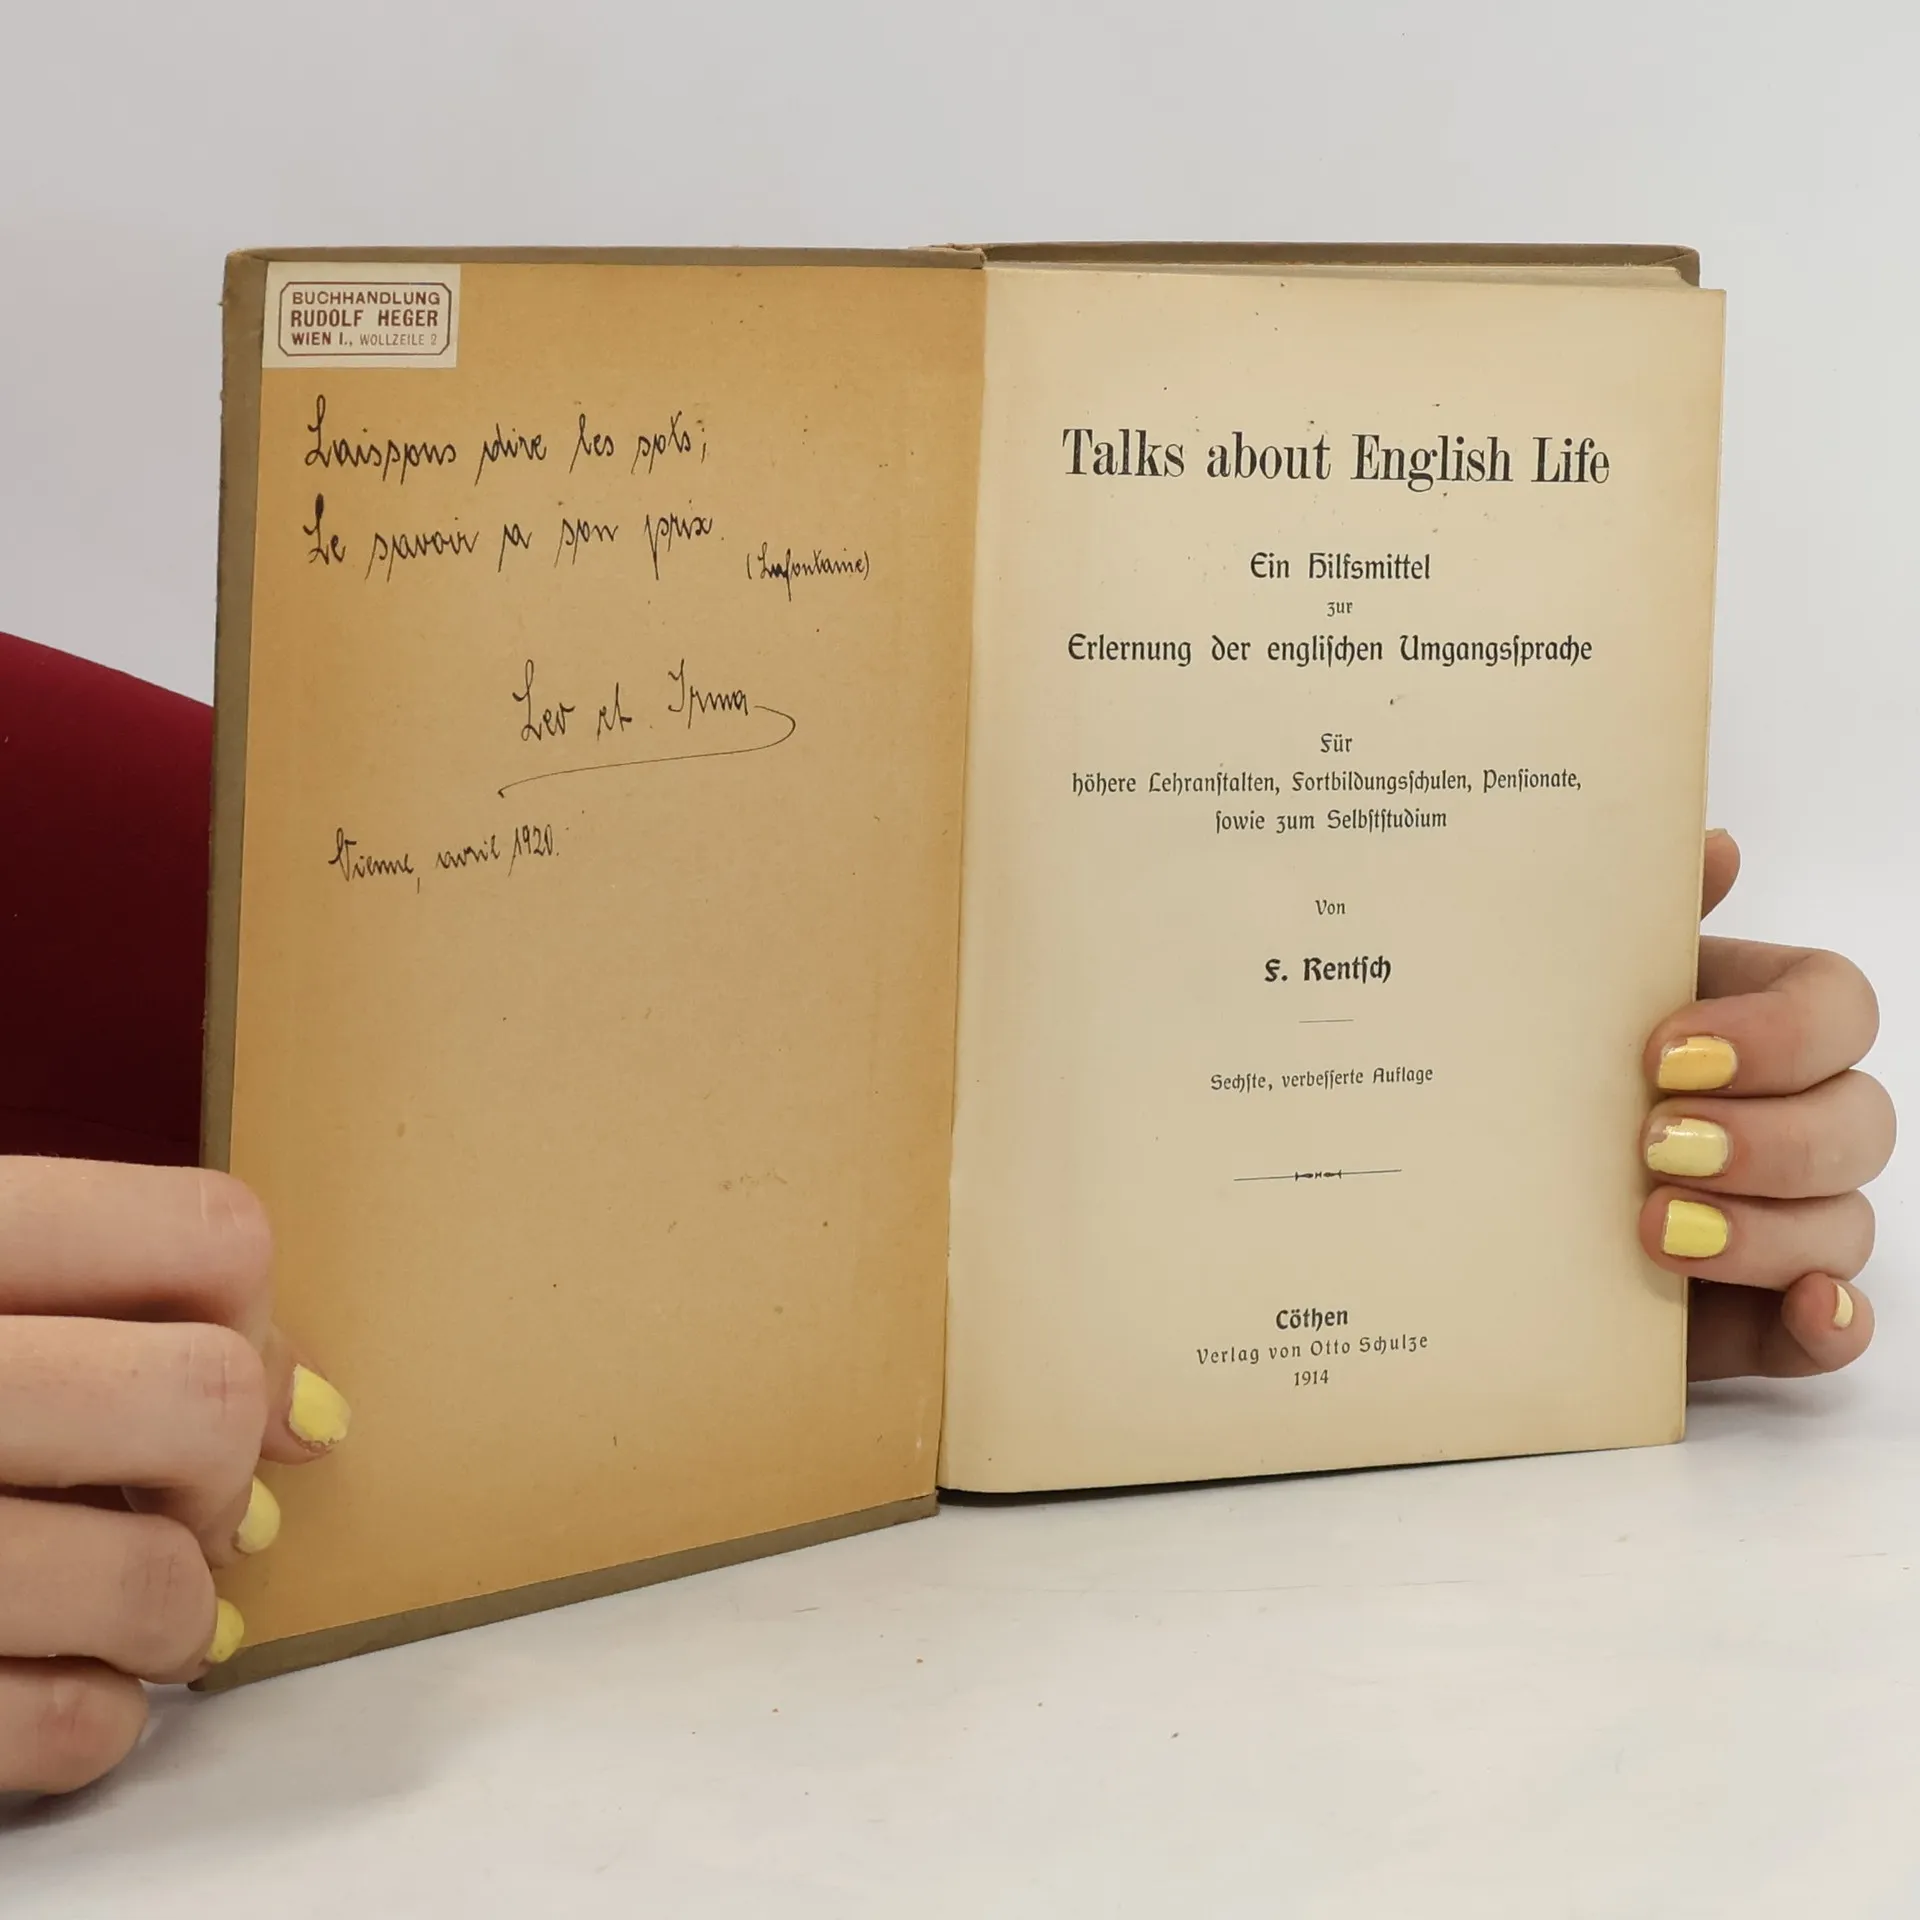 BUCHHANDLUNG
RUDOLF HEGER
WIEN I., WOLLZEILE 2
Laissons dire les sots;
Le savoir a son prix.
(Lafontaine)
Leo et Irma
Vienne, avril 1920.
Talks about English Life
Ein Hilfsmittel
zur
Erlernung der engliſchen Umgangsſprache
Für
höhere Lehranſtalten, Fortbildungsſchulen, Penſionate,
ſowie zum Selbſtſtudium
Von
F. Rentſch
Sechſte, verbeſſerte Auflage
Cöthen
Verlag von Otto Schulze
1914